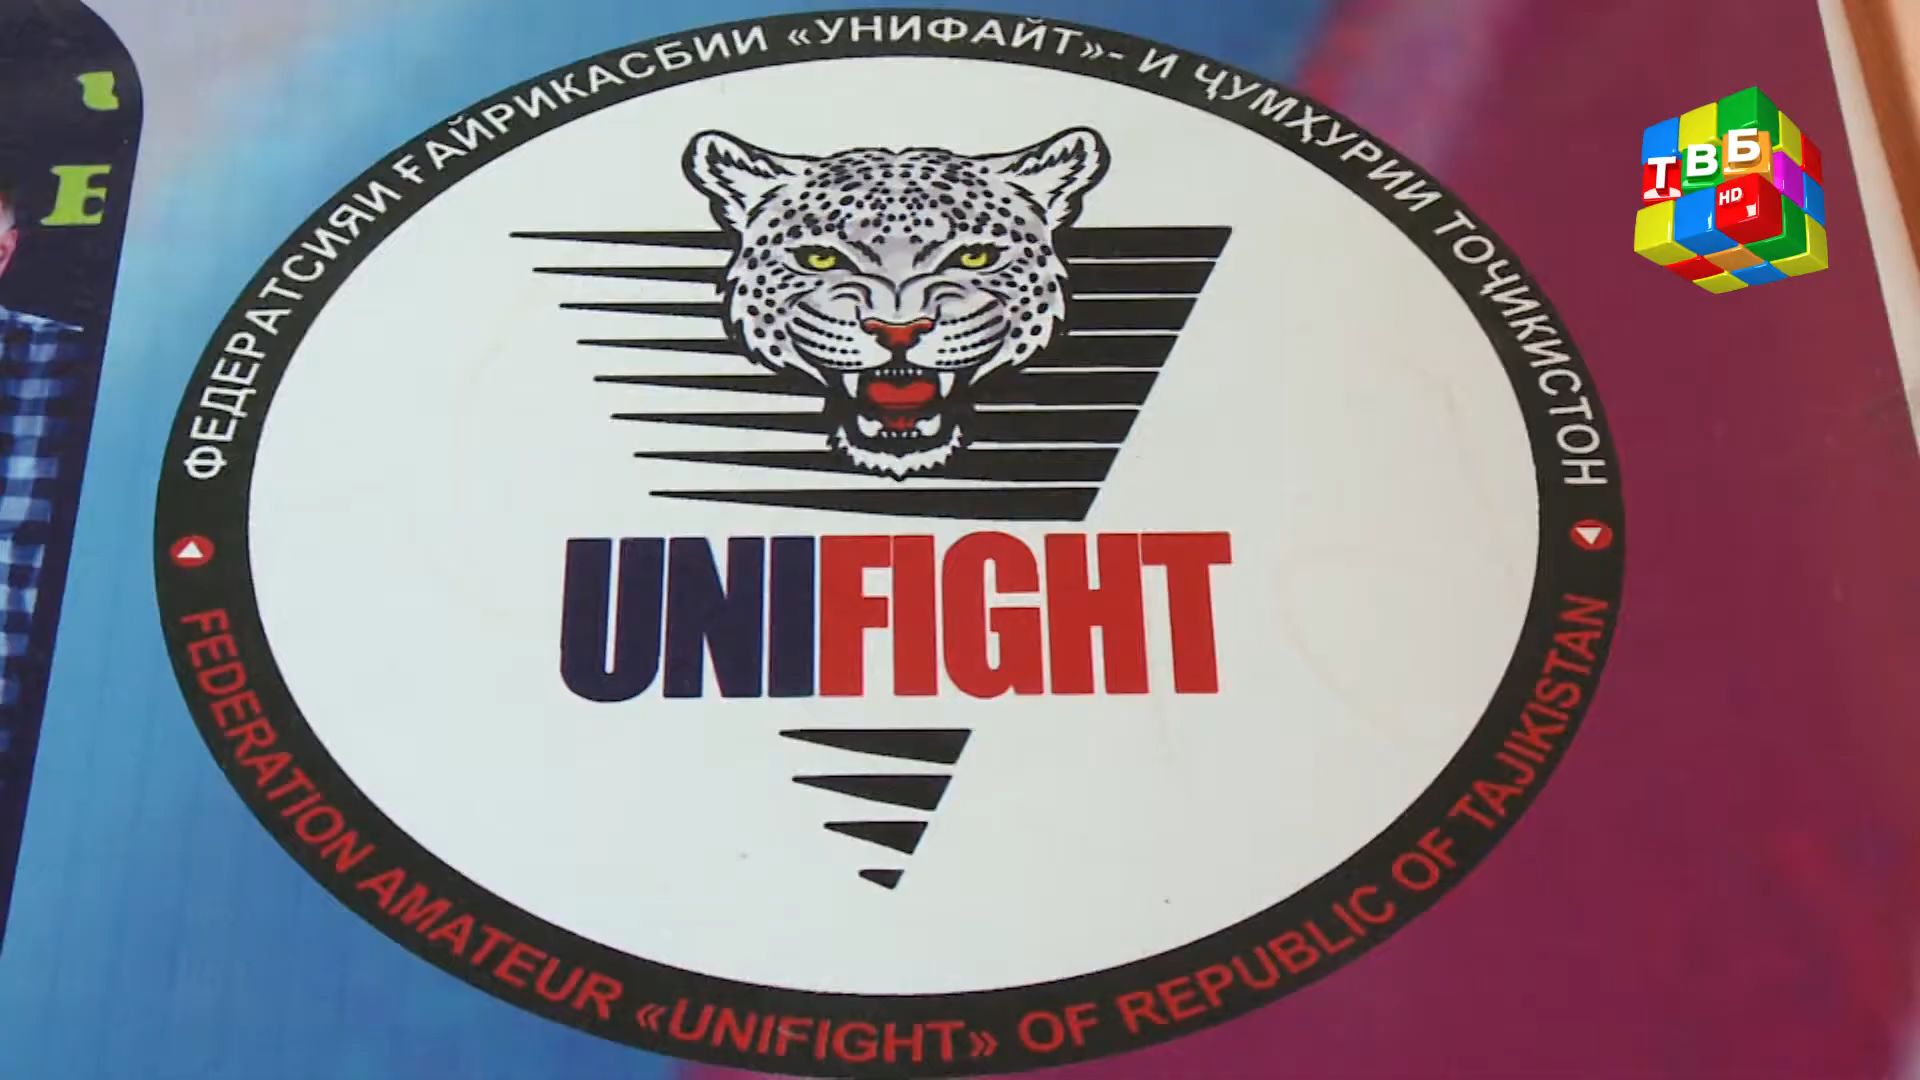 ФЕДЕРАТСИЯИ ҒАЙРИКАСБИИ «УНИФАЙТ»- И ҶУМҲУРИИ ТОҶИКИСТОН
ТВБ
HD
UNIFIGHT
FEDERATION AMATEUR «UNIFIGHT» OF REPUBLIC OF TAJIKISTAN